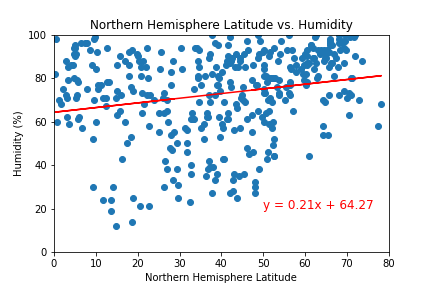 Northern Hemisphere Latitude vs. Humidity
100
80
60
40
20
0
Humidity (%)
y = 0.21x + 64.27
0 10 20 30 40 50 60 70 80
Northern Hemisphere Latitude